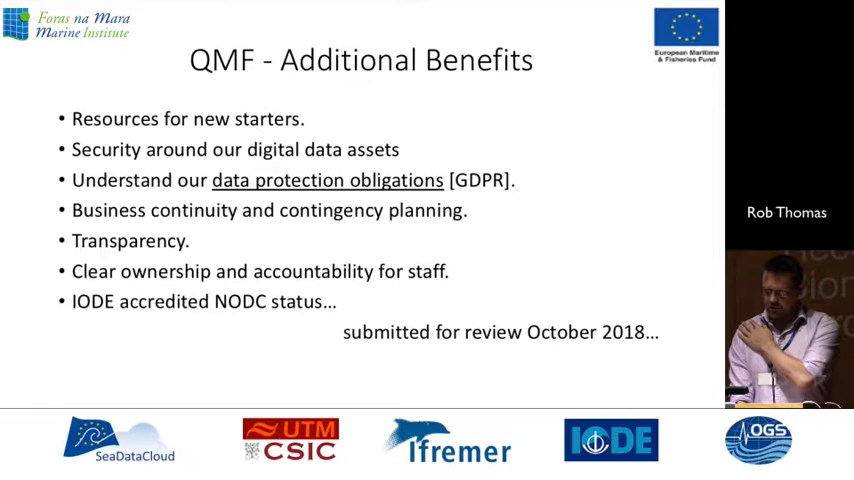 Foras na Mara
Marine Institute
QMF - Additional Benefits
European Maritime
& Fisheries Fund
• Resources for new starters.
• Security around our digital data assets
• Understand our data protection obligations [GDPR].
• Business continuity and contingency planning.
• Transparency.
• Clear ownership and accountability for staff.
• IODE accredited NODC status…
submitted for review October 2018…
Rob Thomas
SeaDataCloud
UTM
CSIC
Ifremer
IODE
OGS